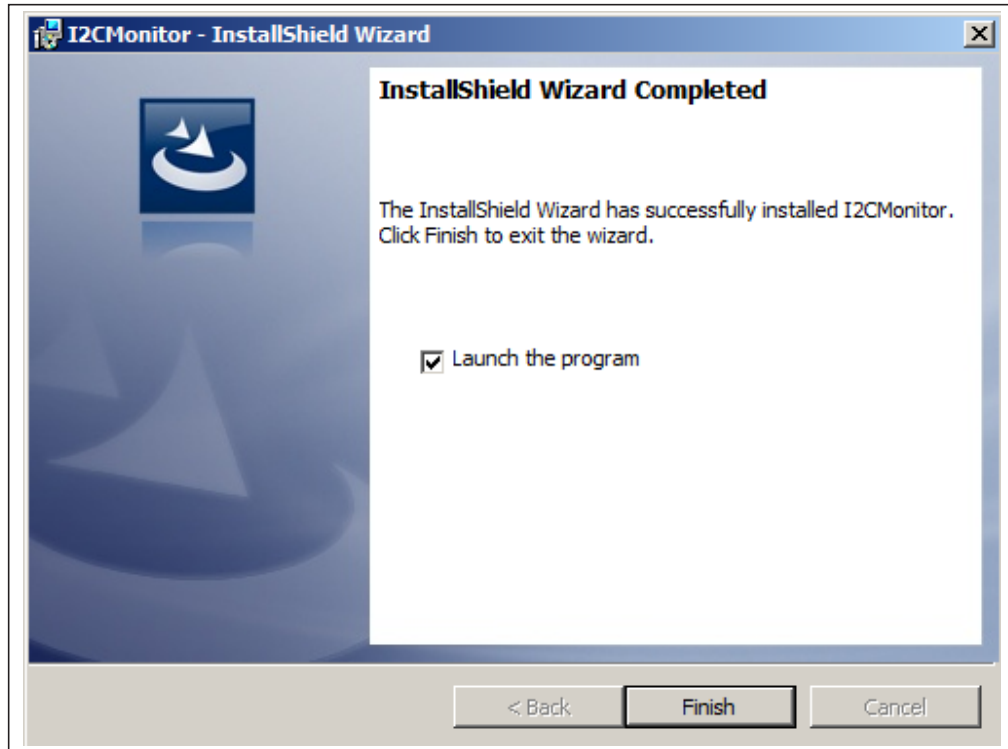 I2CMonitor - InstallShield Wizard
InstallShield Wizard Completed
The InstallShield Wizard has successfully installed I2CMonitor.
Click Finish to exit the wizard.
Launch the program
< Back
Finish
Cancel